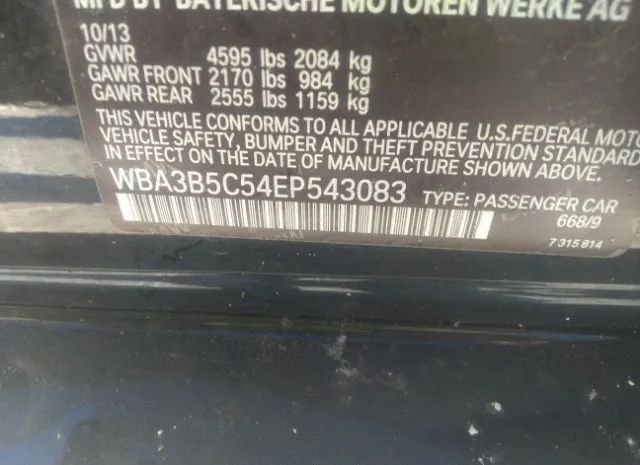 MFD BY BAYERISCHE MOTOREN WERKE AG
10/13
GVWR 4595 lbs 2084 kg
GAWR FRONT 2170 lbs 984 kg
GAWR REAR 2555 lbs 1159 kg
THIS VEHICLE CONFORMS TO ALL APPLICABLE U.S.FEDERAL MOTO
VEHICLE SAFETY, BUMPER AND THEFT PREVENTION STANDARD
IN EFFECT ON THE DATE OF MANUFACTURE SHOWN ABOVE.
WBA3B5C54EP543083 TYPE: PASSENGER CAR
668/9
7 315 814